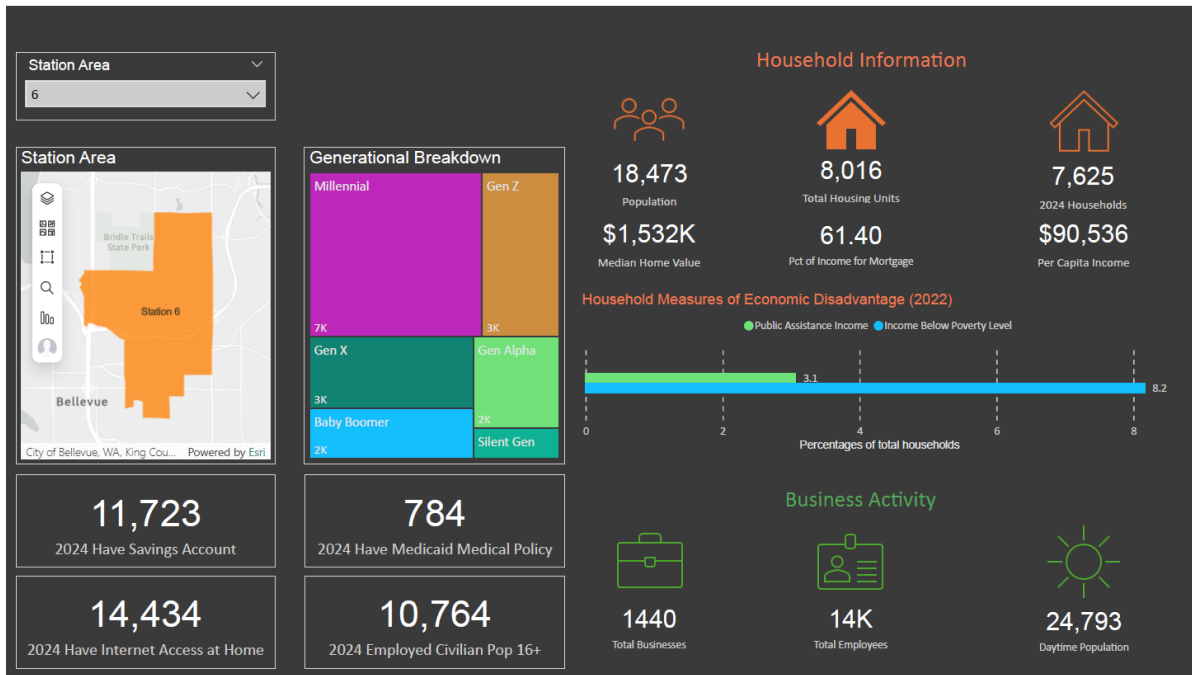 Station Area
6
Station Area
Bridle Trails
State Park
Station 6
Bellevue
City of Bellevue, WA, King Cou... Powered by Esri
Generational Breakdown
Millennial
7K
Gen Z
3K
Gen X
3K
Gen Alpha
2K
Baby Boomer
2K
Silent Gen
11,723
2024 Have Savings Account
784
2024 Have Medicaid Medical Policy
14,434
2024 Have Internet Access at Home
10,764
2024 Employed Civilian Pop 16+
Household Information
18,473
Population
8,016
Total Housing Units
7,625
2024 Households
$1,532K
Median Home Value
61.40
Pct of Income for Mortgage
$90,536
Per Capita Income
Household Measures of Economic Disadvantage (2022)
Public Assistance Income Income Below Poverty Level
3.1
8.2
0 2 4 6 8
Percentages of total households
Business Activity
1440
Total Businesses
14K
Total Employees
24,793
Daytime Population